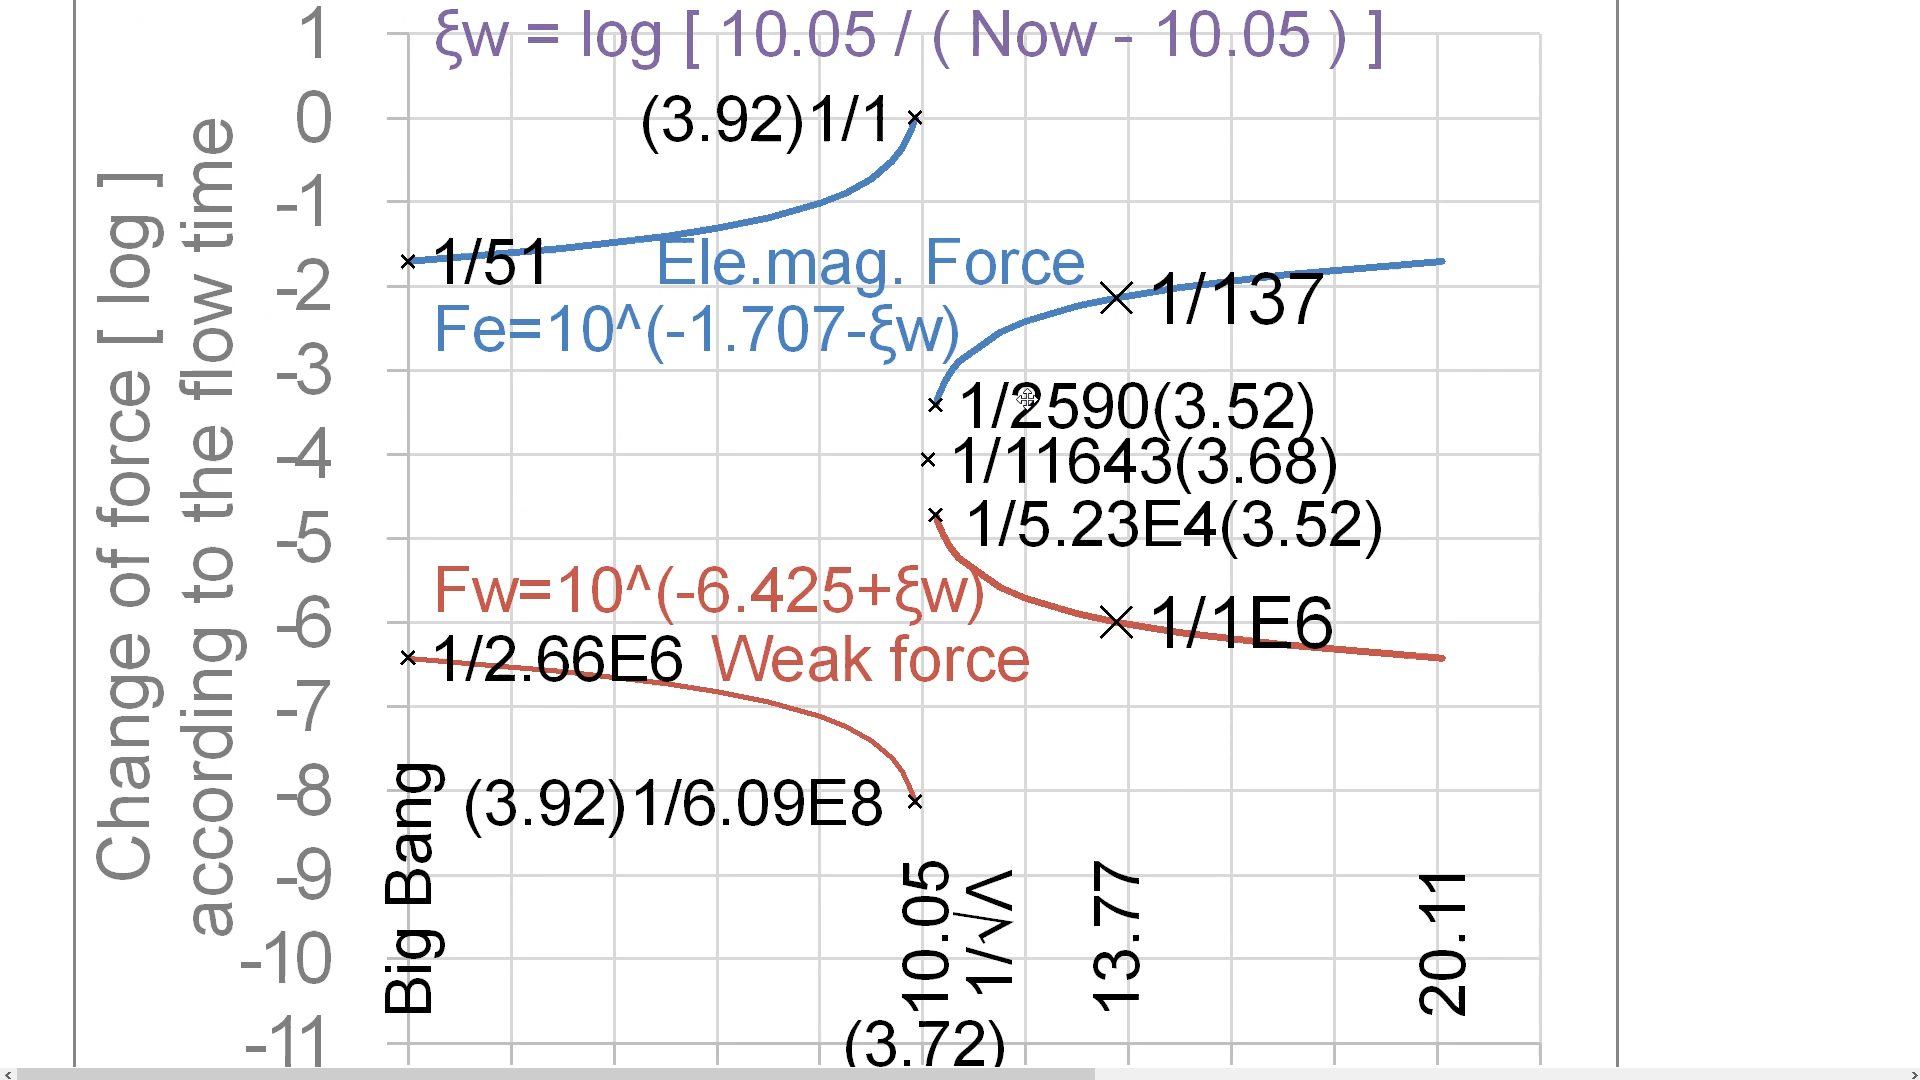 ξw = log [ 10.05 / ( Now - 10.05 ) ]
1
0
-1
-2
-3
-4
-5
-6
-7
-8
-9
-10
-11
Change of force [ log ]
according to the flow time
(3.92)1/1
1/51
Ele.mag. Force
Fe=10^(-1.707-ξw)
1/137
1/2590(3.52)
1/11643(3.68)
1/5.23E4(3.52)
Fw=10^(-6.425+ξw)
1/1E6
1/2.66E6
Weak force
(3.92)1/6.09E8
Big Bang
10.05
1/√Λ
13.77
20.11
(3.72)